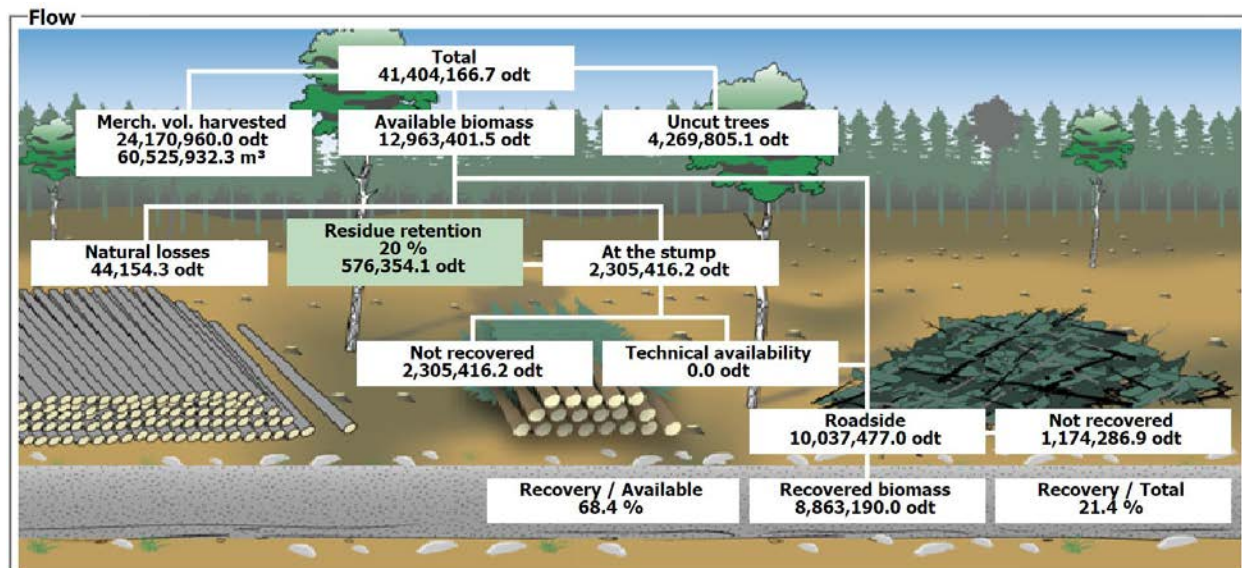 Flow
Total
41,404,166.7 odt
Merch. vol. harvested
24,170,960.0 odt
60,525,932.3 m³
Available biomass
12,963,401.5 odt
Uncut trees
4,269,805.1 odt
Natural losses
44,154.3 odt
Residue retention
20 %
576,354.1 odt
At the stump
2,305,416.2 odt
Not recovered
2,305,416.2 odt
Technical availability
0.0 odt
Roadside
10,037,477.0 odt
Not recovered
1,174,286.9 odt
Recovery / Available
68.4 %
Recovered biomass
8,863,190.0 odt
Recovery / Total
21.4 %